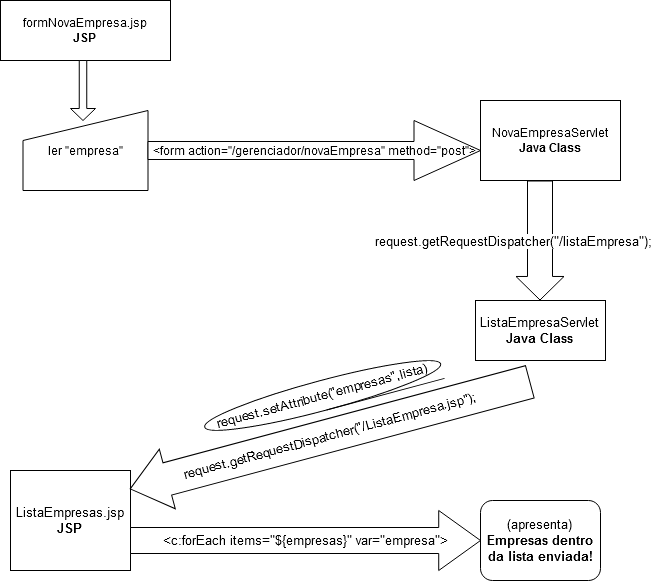 formNovaEmpresa.jsp
JSP
ler "empresa"
<form action="/gerenciador/novaEmpresa" method="post">
NovaEmpresaServlet
Java Class
request.getRequestDispatcher("/listaEmpresa");
ListaEmpresaServlet
Java Class
request.setAttribute("empresas",lista)
request.getRequestDispatcher("/ListaEmpresa.jsp");
ListaEmpresas.jsp
JSP
<c:forEach items="${empresas}" var="empresa">
(apresenta)
Empresas dentro
da lista enviada!